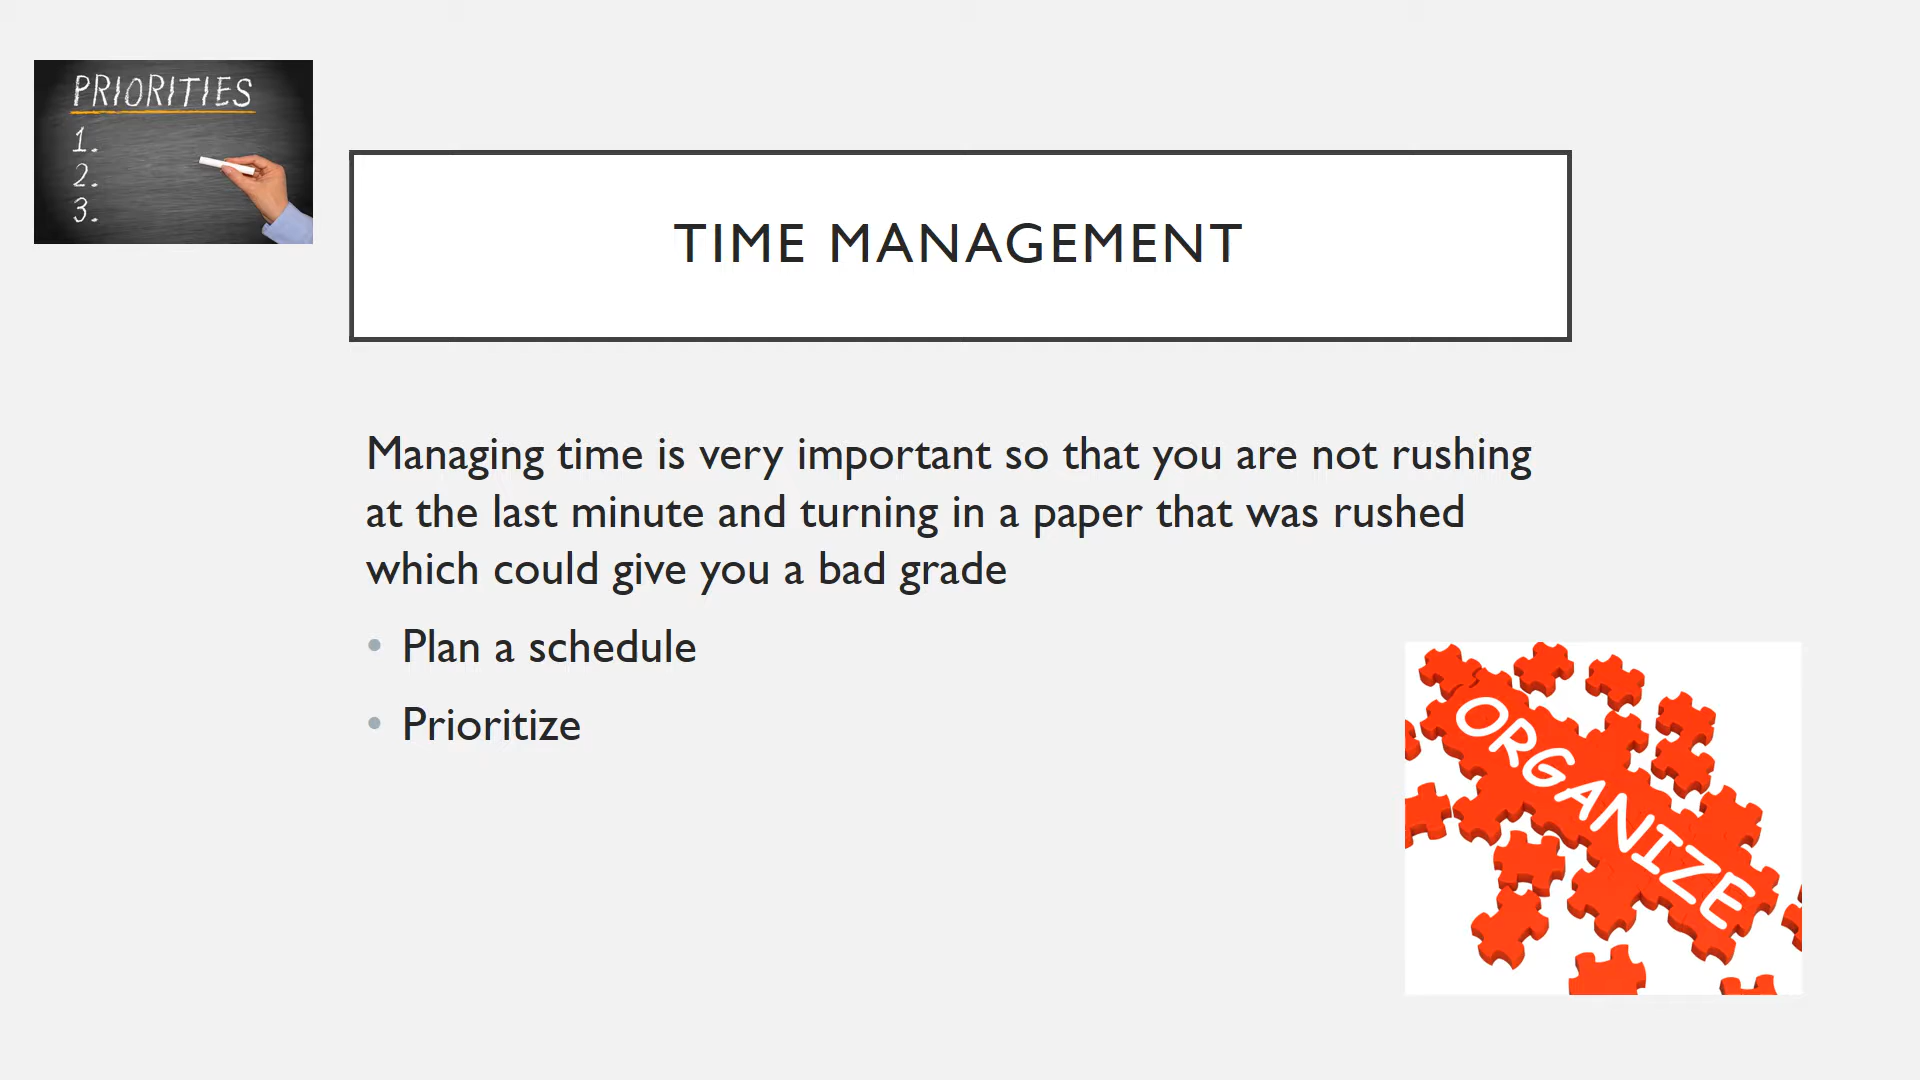 PRIORITIES
1.
2.
3.
TIME MANAGEMENT
Managing time is very important so that you are not rushing
at the last minute and turning in a paper that was rushed
which could give you a bad grade
• Plan a schedule
• Prioritize
ORGANIZE